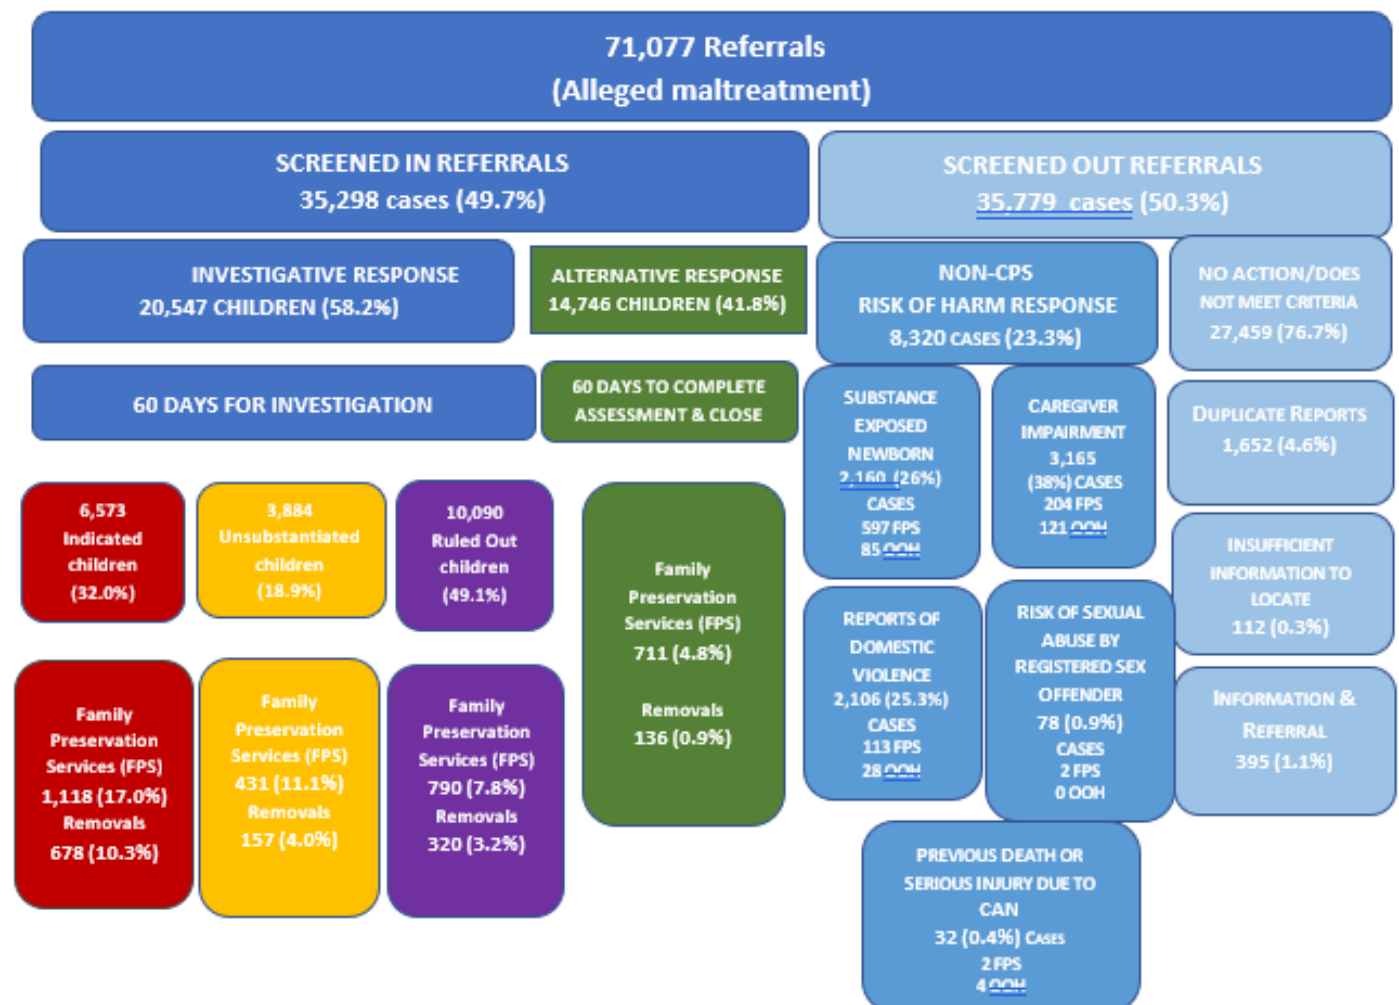 71,077 Referrals
(Alleged maltreatment)
SCREENED IN REFERRALS
35,298 cases (49.7%)
SCREENED OUT REFERRALS
35,779 cases (50.3%)
INVESTIGATIVE RESPONSE
20,547 CHILDREN (58.2%)
ALTERNATIVE RESPONSE
14,746 CHILDREN (41.8%)
NON-CPS
RISK OF HARM RESPONSE
8,320 CASES (23.3%)
NO ACTION/DOES
NOT MEET CRITERIA
27,459 (76.7%)
60 DAYS FOR INVESTIGATION
60 DAYS TO COMPLETE
ASSESSMENT & CLOSE
SUBSTANCE
EXPOSED
NEWBORN
2,160 (26%)
CASES
597 FPS
85 OOH
CAREGIVER
IMPAIRMENT
3,165
(38%) CASES
204 FPS
121 OOH
DUPLICATE REPORTS
1,652 (4.6%)
6,573
Indicated
children
(32.0%)
3,884
Unsubstantiated
children
(18.9%)
10,090
Ruled Out
children
(49.1%)
Family
Preservation
Services (FPS)
711 (4.8%)
Removals
136 (0.9%)
INSUFFICIENT
INFORMATION TO
LOCATE
112 (0.3%)
REPORTS OF
DOMESTIC
VIOLENCE
2,106 (25.3%)
CASES
113 FPS
28 OOH
RISK OF SEXUAL
ABUSE BY
REGISTERED SEX
OFFENDER
78 (0.9%)
CASES
2 FPS
0 OOH
INFORMATION &
REFERRAL
395 (1.1%)
Family
Preservation
Services (FPS)
1,118 (17.0%)
Removals
678 (10.3%)
Family
Preservation
Services (FPS)
431 (11.1%)
Removals
157 (4.0%)
Family
Preservation
Services (FPS)
790 (7.8%)
Removals
320 (3.2%)
PREVIOUS DEATH OR
SERIOUS INJURY DUE TO
CAN
32 (0.4%) CASES
2 FPS
4 OOH